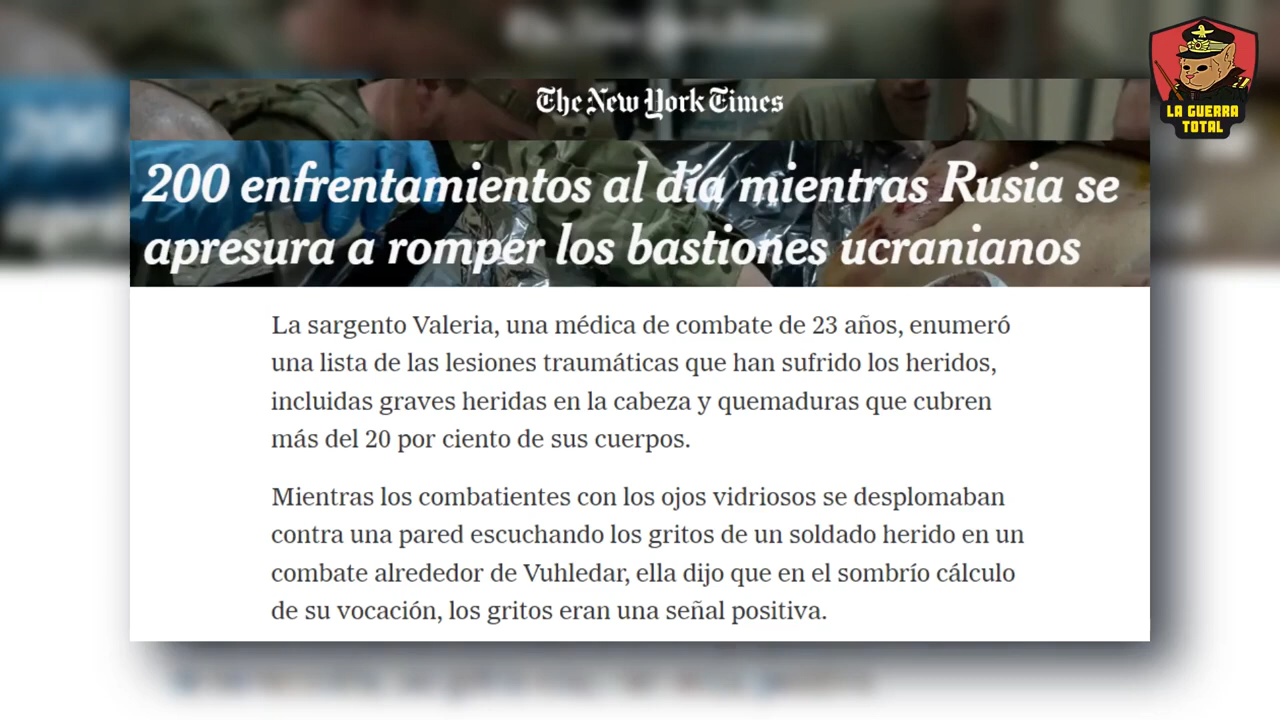 The New York Times
LA GUERRA
TOTAL
200 enfrentamientos al día mientras Rusia se
apresura a romper los bastiones ucranianos
La sargento Valeria, una médica de combate de 23 años, enumeró
una lista de las lesiones traumáticas que han sufrido los heridos,
incluidas graves heridas en la cabeza y quemaduras que cubren
más del 20 por ciento de sus cuerpos.
Mientras los combatientes con los ojos vidriosos se desplomaban
contra una pared escuchando los gritos de un soldado herido en un
combate alrededor de Vuhledar, ella dijo que en el sombrío cálculo
de su vocación, los gritos eran una señal positiva.